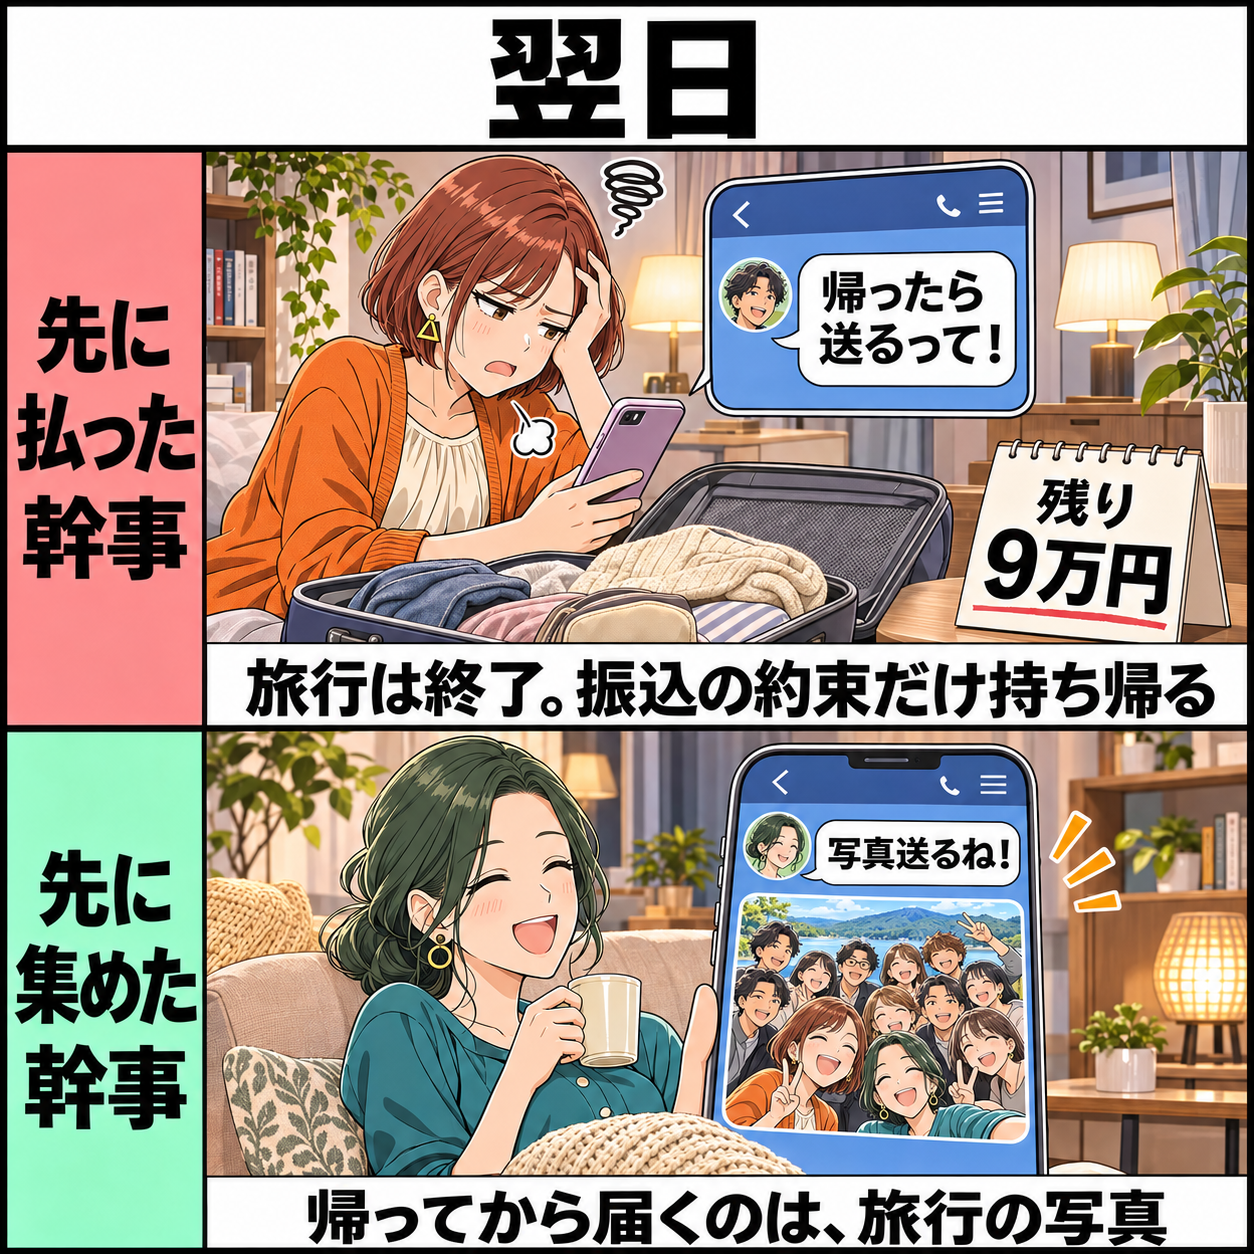 翌日
先に
払った
幹事
帰ったら
送るって!
残り
9万円
旅行は終了。振込の約束だけ持ち帰る
先に
集めた
幹事
写真送るね!
帰ってから届くのは、旅行の写真